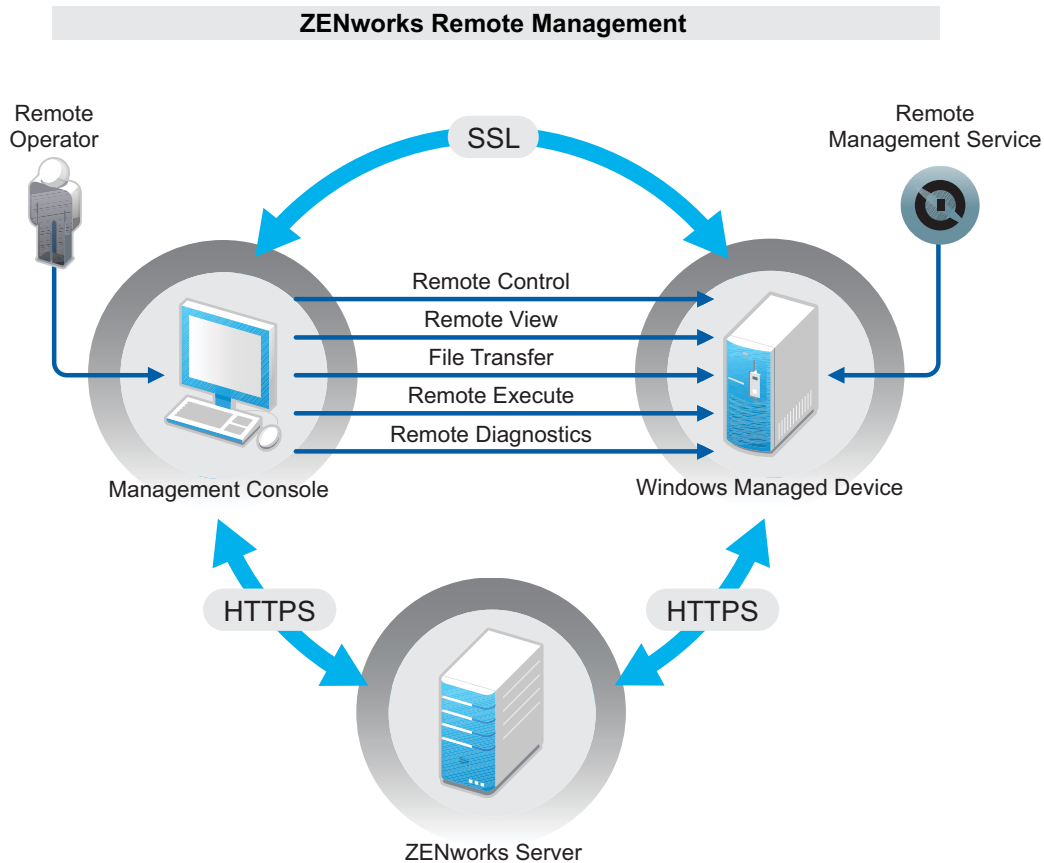 ZENworks Remote Management
Remote
Operator
SSL
Remote
Management Service
Remote Control
Remote View
File Transfer
Remote Execute
Remote Diagnostics
Management Console
Windows Managed Device
HTTPS
HTTPS
ZENworks Server